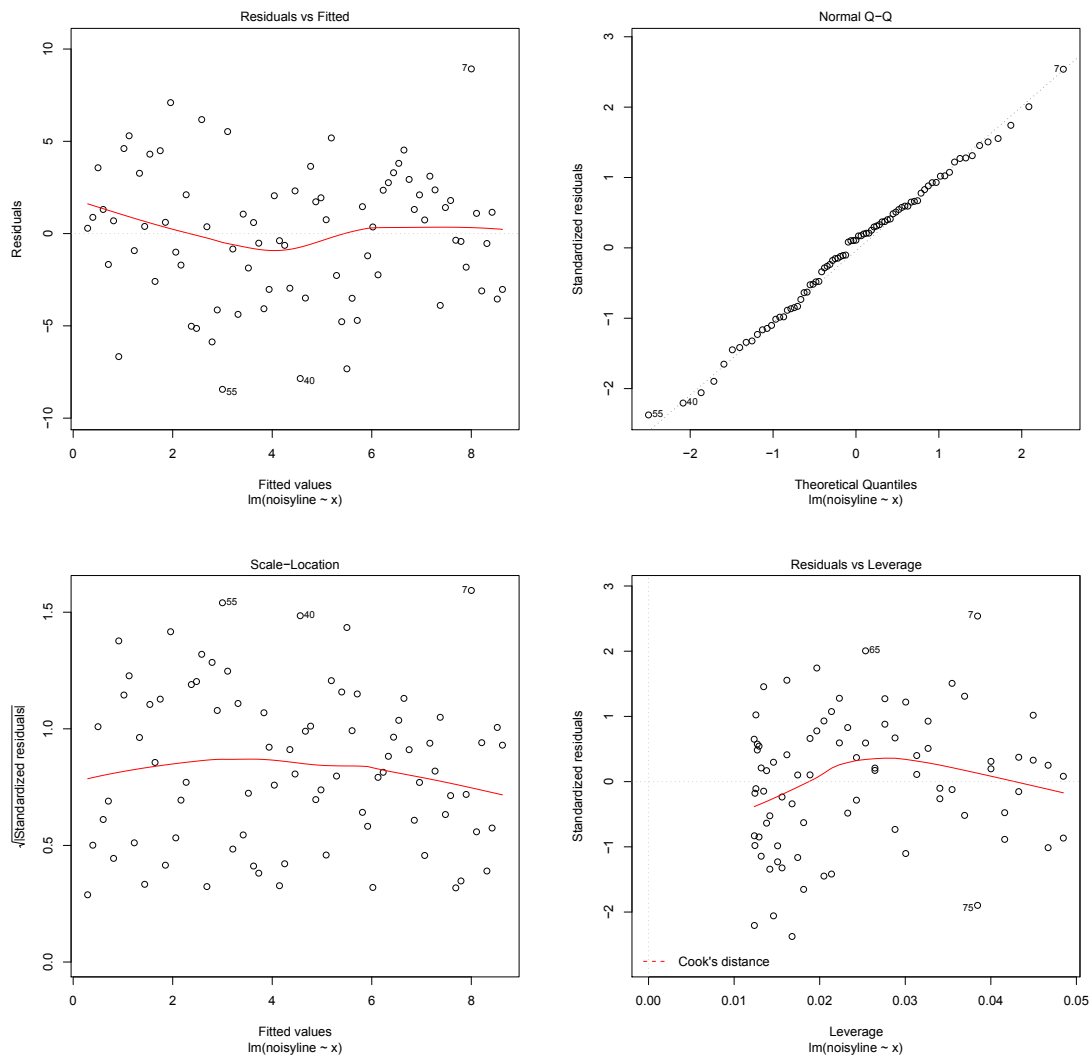 Residuals vs Fitted
10
5
0
-5
-10
Residuals
7
55
40
0 2 4 6 8
Fitted values
lm(noisyline ~ x)
Normal Q−Q
3
2
1
0
-1
-2
Standardized residuals
7
40
55
−2 −1 0 1 2
Theoretical Quantiles
lm(noisyline ~ x)
Scale−Location
1.5
1.0
0.5
0.0
√|Standardized residuals|
7
55
40
0 2 4 6 8
Fitted values
lm(noisyline ~ x)
Residuals vs Leverage
3
2
1
0
-1
-2
Standardized residuals
7
65
75
Cook's distance
0.00 0.01 0.02 0.03 0.04 0.05
Leverage
lm(noisyline ~ x)